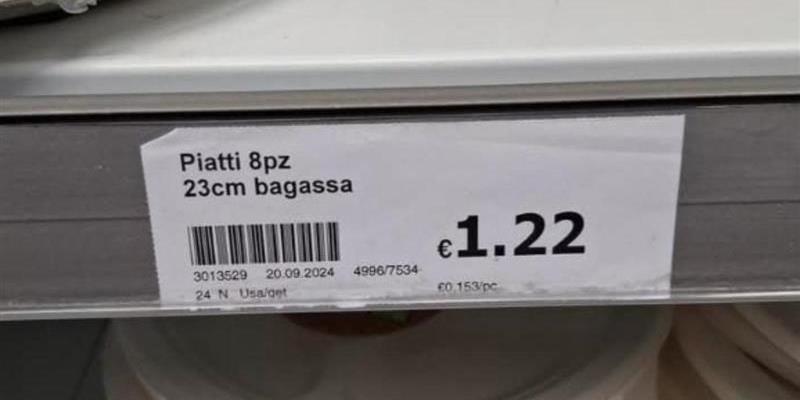 Piatti 8pz
23cm bagassa
€1.22
3013529 20.09.2024 4996/7534
24 N Usa/get
€0,153/pc